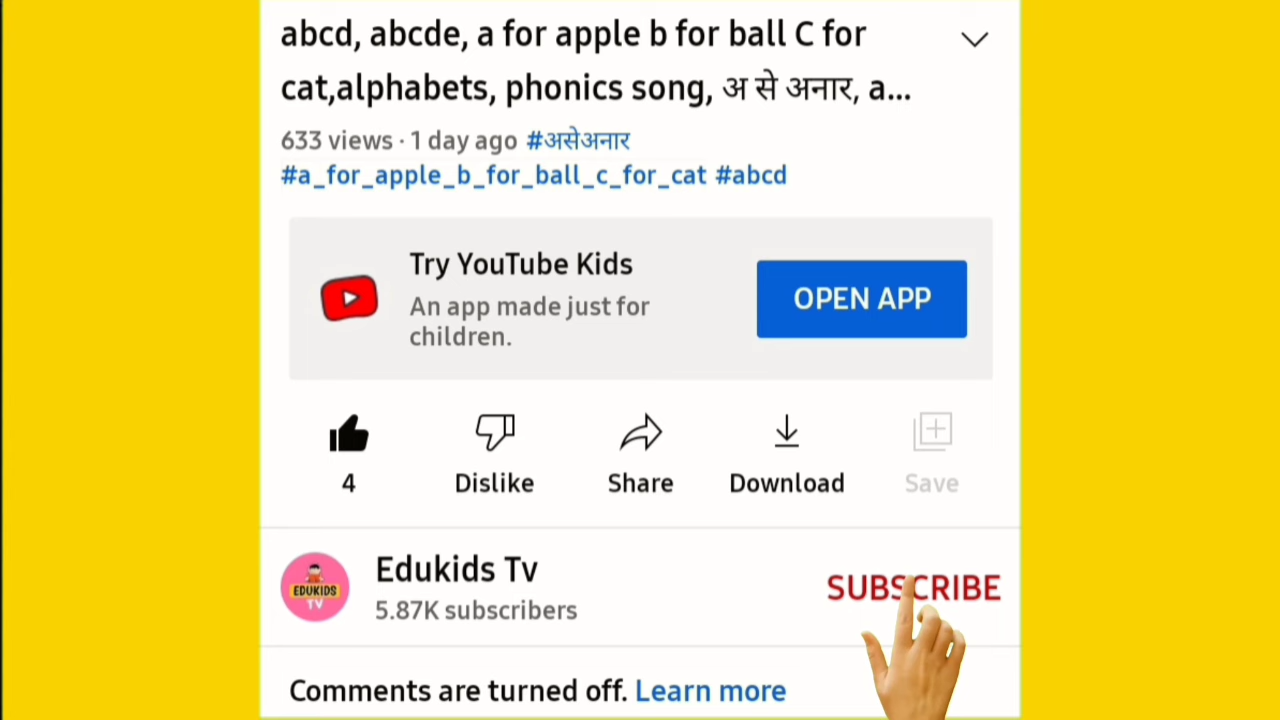 abcd, abcde, a for apple b for ball C for
cat,alphabets, phonics song, अ से अनार, a...
633 views · 1 day ago #असेअनार
#a_for_apple_b_for_ball_c_for_cat #abcd
Try YouTube Kids
An app made just for
children.
OPEN APP
4
Dislike
Share
Download
Save
EDUKIDS
TV
Edukids Tv
5.87K subscribers
SUBSCRIBE
Comments are turned off. Learn more